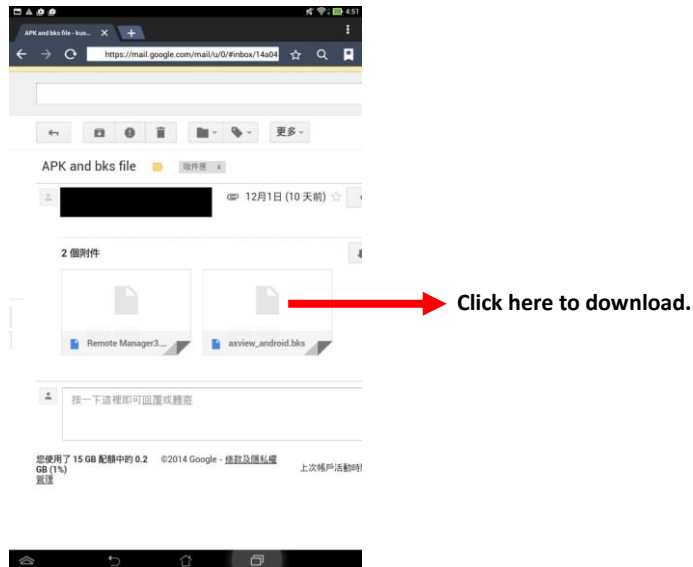 4:51
APK and bks file - kuo...
https://mail.google.com/mail/u/0/#inbox/14a04
更多
APK and bks file
收件匣 x
12月1日 (10 天前)
2 個附件
Click here to download.
Remote Manager3...
axview_android.bks
按一下這裡即可回覆或轉寄
您使用了 15 GB 配額中的 0.2 GB (1%)
管理
©2014 Google - 條款及隱私權
上次帳戶活動時